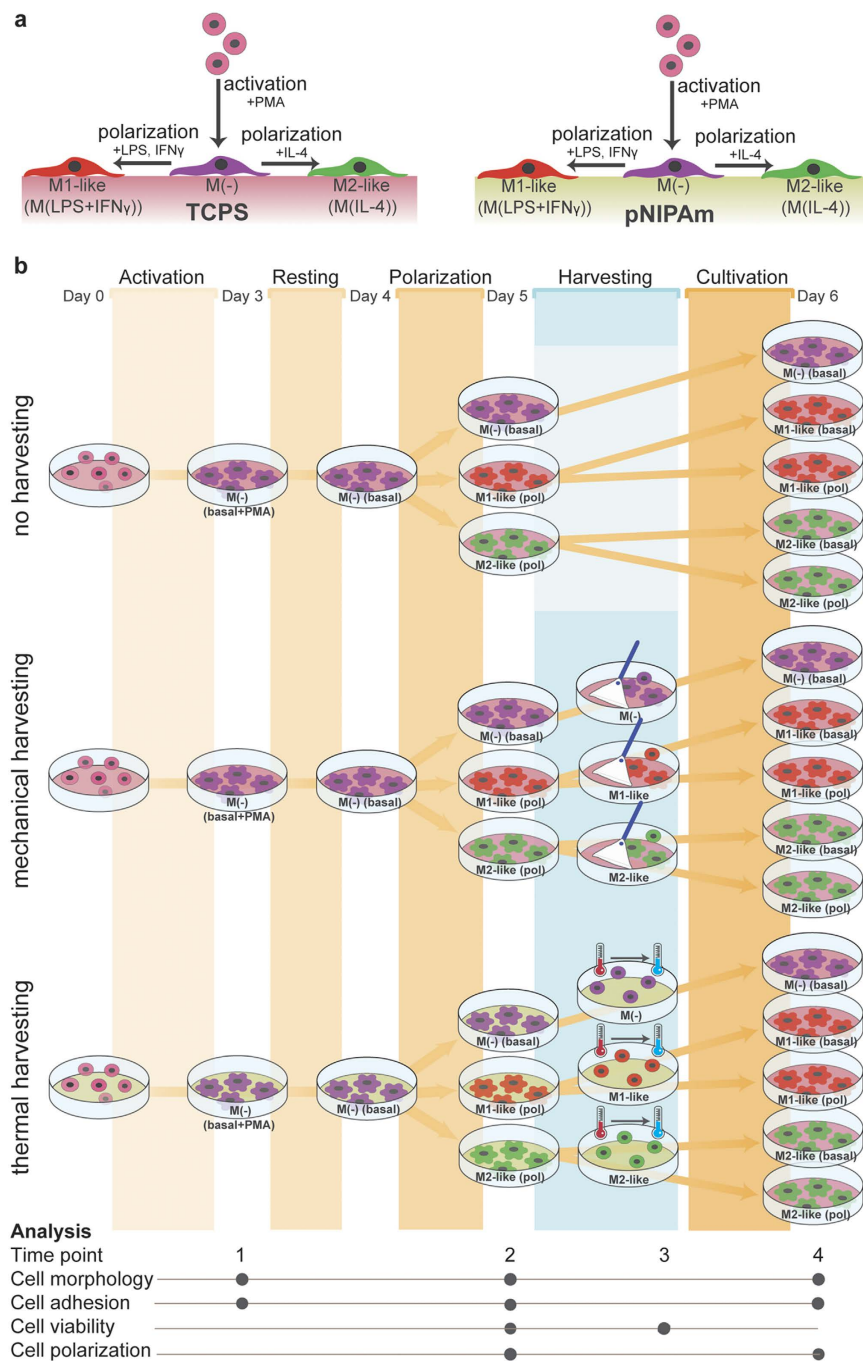 a
activation
+PMA
polarization
+LPS, IFNγ
polarization
+IL-4
M1-like
(M(LPS+IFNγ))
M(-)
TCPS
M2-like
(M(IL-4))
activation
+PMA
polarization
+LPS, IFNγ
polarization
+IL-4
M1-like
(M(LPS+IFNγ))
M(-)
pNIPAm
M2-like
(M(IL-4))
b
Activation Resting Polarization Harvesting Cultivation
Day 0 Day 3 Day 4 Day 5 Day 6
no harvesting
M(-)
(basal+PMA)
M(-) (basal)
M(-) (basal)
M1-like (pol)
M2-like (pol)
M(-) (basal)
M1-like (basal)
M1-like (pol)
M2-like (basal)
M2-like (pol)
mechanical harvesting
M(-)
(basal+PMA)
M(-) (basal)
M(-) (basal)
M1-like (pol)
M2-like (pol)
M(-)
M1-like
M2-like
M(-) (basal)
M1-like (basal)
M1-like (pol)
M2-like (basal)
M2-like (pol)
thermal harvesting
M(-)
(basal+PMA)
M(-) (basal)
M(-) (basal)
M1-like (pol)
M2-like (pol)
M(-)
M1-like
M2-like
M(-) (basal)
M1-like (basal)
M1-like (pol)
M2-like (basal)
M2-like (pol)
Analysis
Time point 1 2 3 4
Cell morphology
Cell adhesion
Cell viability
Cell polarization